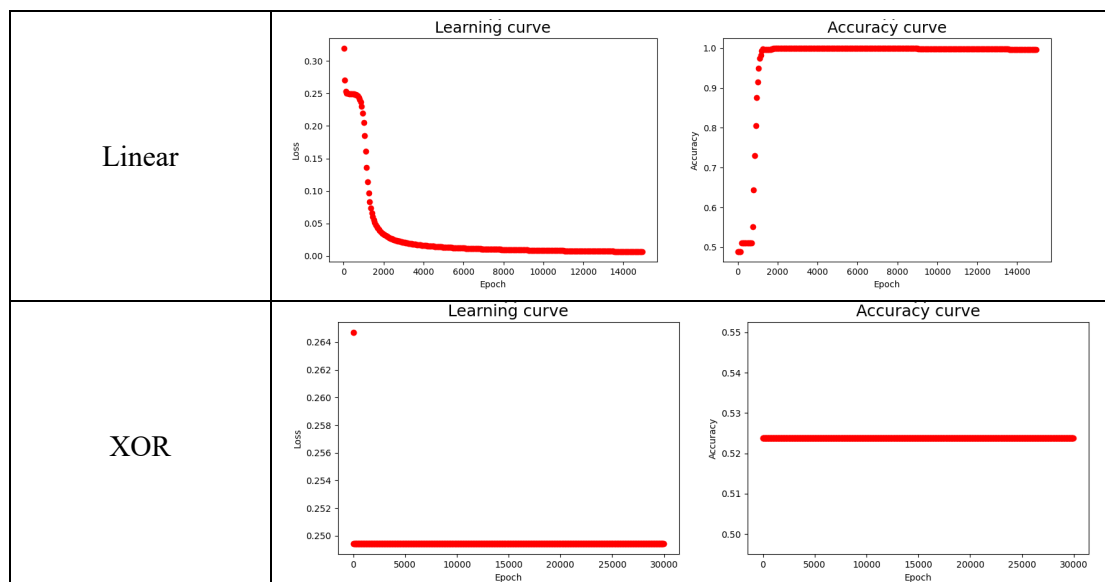 Linear
Learning curve
Loss
0.30
0.25
0.20
0.15
0.10
0.05
0.00
0 2000 4000 6000 8000 10000 12000 14000
Epoch
Accuracy curve
Accuracy
1.0
0.9
0.8
0.7
0.6
0.5
0 2000 4000 6000 8000 10000 12000 14000
Epoch
XOR
Learning curve
Loss
0.264
0.262
0.260
0.258
0.256
0.254
0.252
0.250
0 5000 10000 15000 20000 25000 30000
Epoch
Accuracy curve
Accuracy
0.55
0.54
0.53
0.52
0.51
0.50
0 5000 10000 15000 20000 25000 30000
Epoch